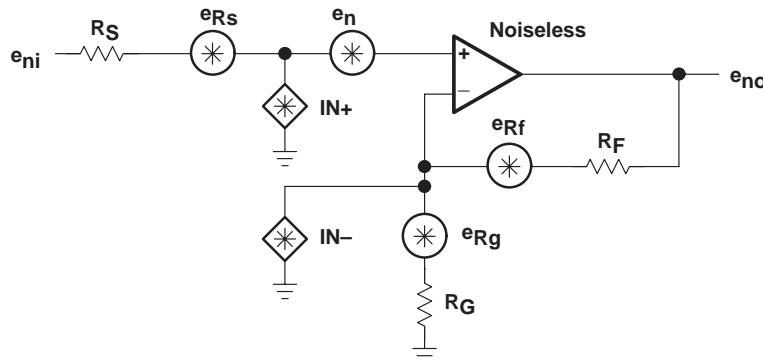 eni
RS
eRs
en
Noiseless
+
−
IN+
eno
eRf
RF
IN−
eRg
RG